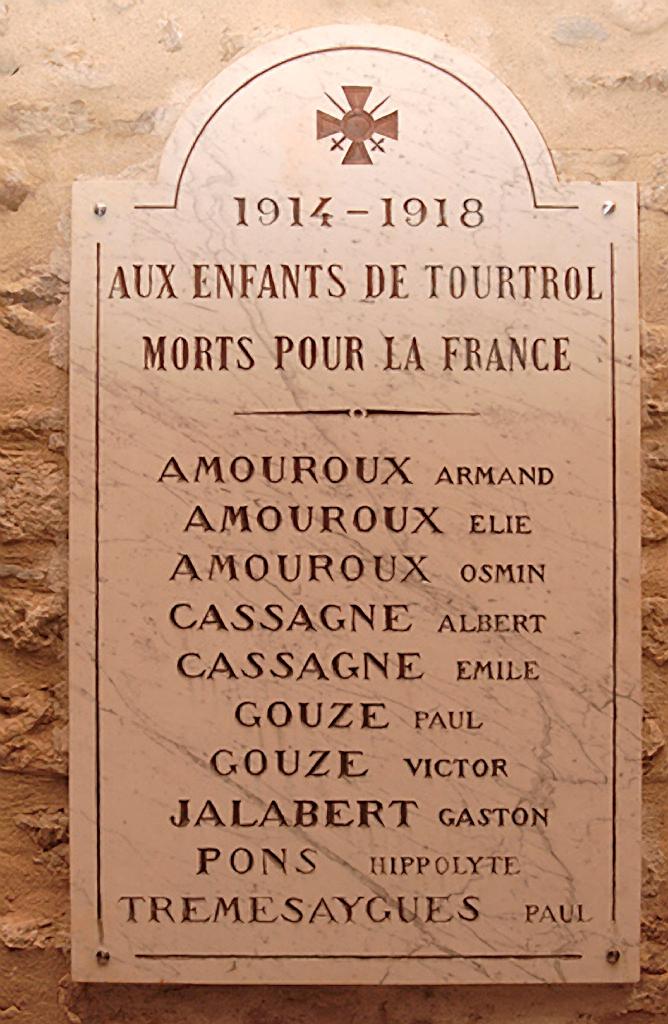 1914-1918
AUX ENFANTS DE TOURTROL
MORTS POUR LA FRANCE
AMOUROUX ARMAND
AMOUROUX ELIE
AMOUROUX OSMIN
CASSAGNE ALBERT
CASSAGNE EMILE
GOUZE PAUL
GOUZE VICTOR
JALABERT GASTON
PONS HIPPOLYTE
TREMESAYGUES PAUL